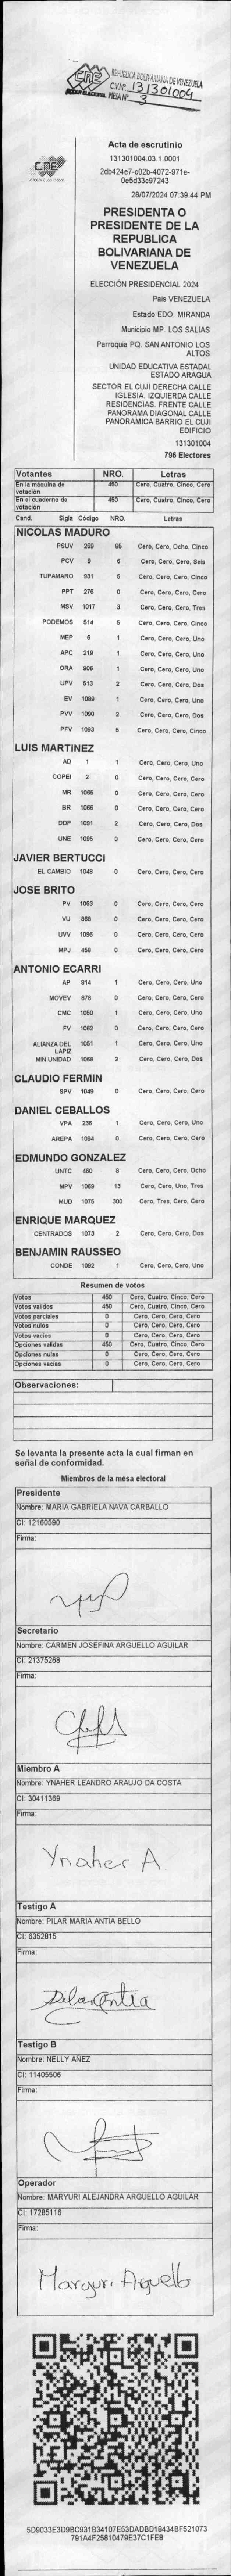 CNE REPUBLICA BOLIVARIANA DE VENEZUELA
PODER ELECTORAL
C.V. N° 131301004
MESA N° 3
CNE
Acta de escrutinio
131301004.03.1.0001
2db424e7-c02b-4072-971e-
0e5d33c97243
28/07/2024 07:39:44 PM
PRESIDENTA O
PRESIDENTE DE LA
REPUBLICA
BOLIVARIANA DE
VENEZUELA
ELECCIÓN PRESIDENCIAL 2024
Pais VENEZUELA
Estado EDO. MIRANDA
Municipio MP. LOS SALIAS
Parroquia PQ. SAN ANTONIO LOS
ALTOS
UNIDAD EDUCATIVA ESTADAL
ESTADO ARAGUA
SECTOR EL CUJI DERECHA CALLE
IGLESIA. IZQUIERDA CALLE
RESIDENCIAS. FRENTE CALLE
PANORAMA DIAGONAL CALLE
PANORAMICA BARRIO EL CUJI
EDIFICIO
131301004
796 Electores
Votantes NRO. Letras
En la máquina de votación 450 Cero, Cuatro, Cinco, Cero
En el cuaderno de votación 450 Cero, Cuatro, Cinco, Cero
Cand. Sigla Código NRO. Letras
NICOLAS MADURO
PSUV 269 85 Cero, Cero, Ocho, Cinco
PCV 9 6 Cero, Cero, Cero, Seis
TUPAMARO 931 5 Cero, Cero, Cero, Cinco
PPT 276 0 Cero, Cero, Cero, Cero
MSV 1017 3 Cero, Cero, Cero, Tres
PODEMOS 514 5 Cero, Cero, Cero, Cinco
MEP 6 1 Cero, Cero, Cero, Uno
APC 219 1 Cero, Cero, Cero, Uno
ORA 906 1 Cero, Cero, Cero, Uno
UPV 613 2 Cero, Cero, Cero, Dos
EV 1089 1 Cero, Cero, Cero, Uno
PVV 1090 2 Cero, Cero, Cero, Dos
PFV 1093 5 Cero, Cero, Cero, Cinco
LUIS MARTINEZ
AD 1 1 Cero, Cero, Cero, Uno
COPEI 2 0 Cero, Cero, Cero, Cero
MR 1065 0 Cero, Cero, Cero, Cero
BR 1066 0 Cero, Cero, Cero, Cero
DDP 1091 2 Cero, Cero, Cero, Dos
UNE 1095 0 Cero, Cero, Cero, Cero
JAVIER BERTUCCI
EL CAMBIO 1048 0 Cero, Cero, Cero, Cero
JOSE BRITO
PV 1053 0 Cero, Cero, Cero, Cero
VU 868 0 Cero, Cero, Cero, Cero
UVV 1096 0 Cero, Cero, Cero, Cero
MPJ 458 0 Cero, Cero, Cero, Cero
ANTONIO ECARRI
AP 914 1 Cero, Cero, Cero, Uno
MOVEV 878 0 Cero, Cero, Cero, Cero
CMC 1050 1 Cero, Cero, Cero, Uno
FV 1062 0 Cero, Cero, Cero, Cero
ALIANZA DEL LAPIZ 1051 1 Cero, Cero, Cero, Uno
MIN UNIDAD 1068 2 Cero, Cero, Cero, Dos
CLAUDIO FERMIN
SPV 1049 0 Cero, Cero, Cero, Cero
DANIEL CEBALLOS
VPA 236 1 Cero, Cero, Cero, Uno
AREPA 1094 0 Cero, Cero, Cero, Cero
EDMUNDO GONZALEZ
UNTC 460 8 Cero, Cero, Cero, Ocho
MPV 1069 13 Cero, Cero, Uno, Tres
MUD 1075 300 Cero, Tres, Cero, Cero
ENRIQUE MARQUEZ
CENTRADOS 1073 2 Cero, Cero, Cero, Dos
BENJAMIN RAUSSEO
CONDE 1092 1 Cero, Cero, Cero, Uno
Resumen de votos
Votos 450 Cero, Cuatro, Cinco, Cero
Votos validos 450 Cero, Cuatro, Cinco, Cero
Votos parciales 0 Cero, Cero, Cero, Cero
Votos nulos 0 Cero, Cero, Cero, Cero
Votos vacios 0 Cero, Cero, Cero, Cero
Opciones validas 450 Cero, Cuatro, Cinco, Cero
Opciones nulas 0 Cero, Cero, Cero, Cero
Opciones vacias 0 Cero, Cero, Cero, Cero
Observaciones:
Se levanta la presente acta la cual firman en
señal de conformidad.
Miembros de la mesa electoral
Presidente
Nombre: MARIA GABRIELA NAVA CARBALLO
CI: 12160590
Firma:
Secretario
Nombre: CARMEN JOSEFINA ARGUELLO AGUILAR
CI: 21375268
Firma:
Miembro A
Nombre: YNAHER LEANDRO ARAUJO DA COSTA
CI: 30411369
Firma:
Ynaher A.
Testigo A
Nombre: PILAR MARIA ANTIA BELLO
CI: 6352815
Firma:
Pilar Antia
Testigo B
Nombre: NELLY AÑEZ
CI: 11405506
Firma:
Operador
Nombre: MARYURI ALEJANDRA ARGUELLO AGUILAR
CI: 17285116
Firma:
Maryuri Arguello
5D9033E3D9BC931B34107E53DADBD18434BF521073
791A4F25810479E37C1FEB